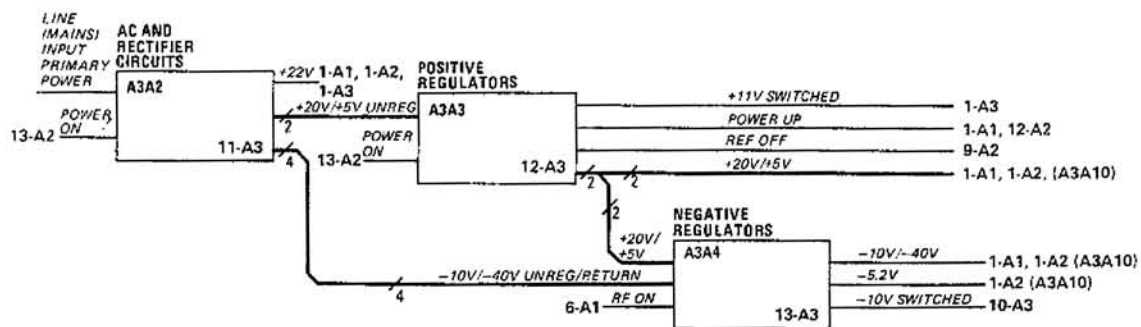 LINE
(MAINS)
INPUT
PRIMARY
POWER
AC AND
RECTIFIER
CIRCUITS
A3A2
POWER
ON
13-A2
11-A3
+22V 1-A1, 1-A2,
1-A3
+20V/+5V UNREG
2
4
POSITIVE
REGULATORS
A3A3
POWER
ON
13-A2
12-A3
+11V SWITCHED
1-A3
POWER UP
1-A1, 12-A2
REF OFF
9-A2
+20V/+5V
2
2
1-A1, 1-A2, (A3A10)
2
+20V/
+5V
NEGATIVE
REGULATORS
A3A4
-10V/-40V UNREG/RETURN
4
6-A1
RF ON
13-A3
-10V/-40V
1-A1, 1-A2 (A3A10)
-5.2V
1-A2 (A3A10)
-10V SWITCHED
10-A3